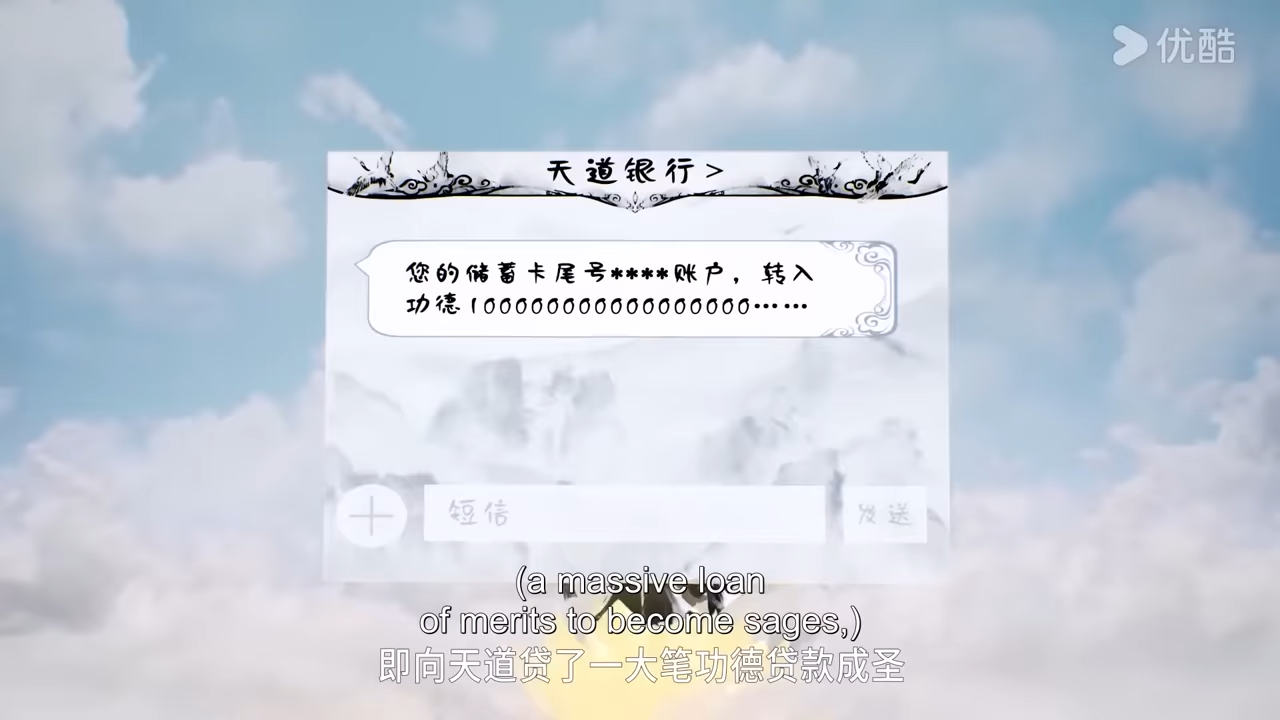 优酷
天道银行>
您的储蓄卡尾号****账户，转入
功德100000000000000000……
短信
发送
(a massive loan
of merits to become sages,)
即向天道贷了一大笔功德贷款成圣